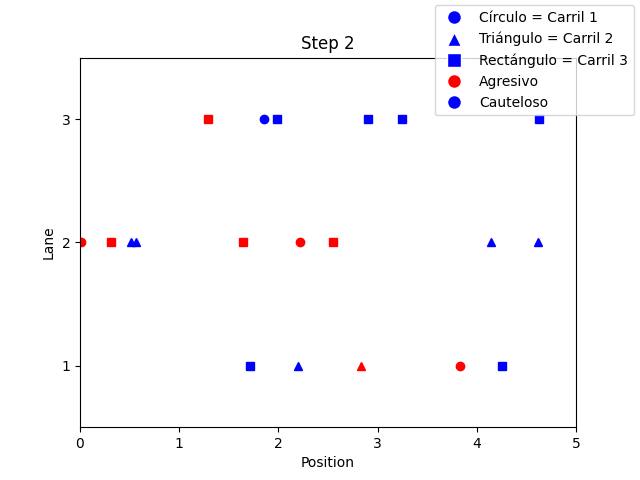 Step 2
Círculo = Carril 1
Triángulo = Carril 2
Rectángulo = Carril 3
Agresivo
Cauteloso
Lane
3
2
1
0 1 2 3 4 5
Position